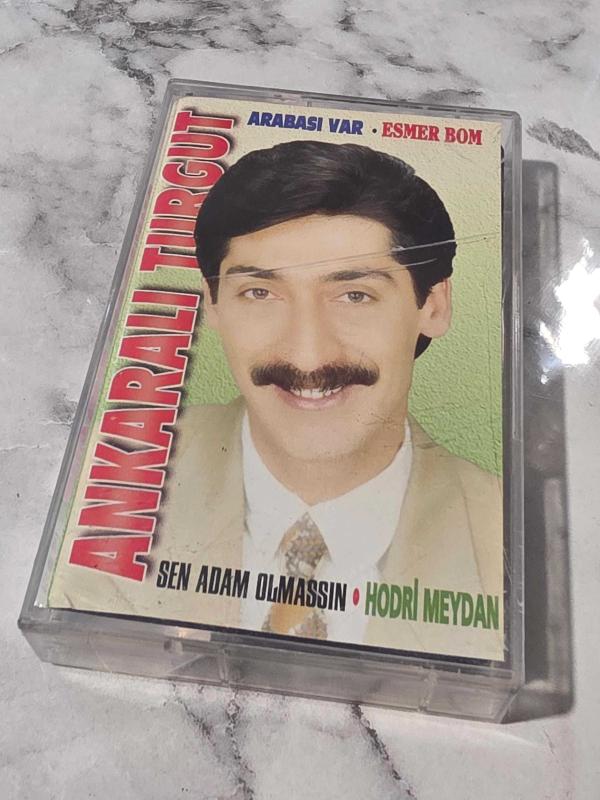 ARABASI VAR • ESMER BOM
ANKARALI TURGUT
SEN ADAM OLMASSIN • HODRİ MEYDAN